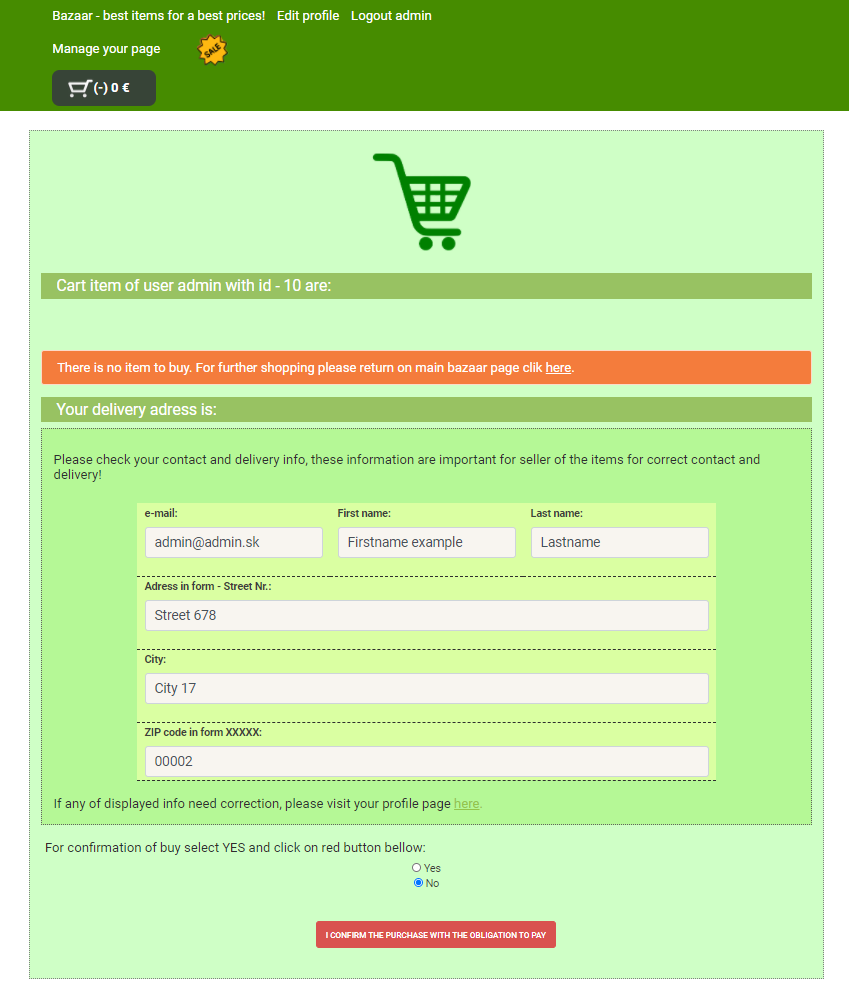 Bazaar - best items for a best prices! Edit profile Logout admin
Manage your page SALE
(-) 0 €
Cart item of user admin with id - 10 are:
There is no item to buy. For further shopping please return on main bazaar page clik here.
Your delivery adress is:
Please check your contact and delivery info, these information are important for seller of the items for correct contact and
delivery!
e-mail: First name: Last name:
admin@admin.sk Firstname example Lastname
Adress in form - Street Nr.:
Street 678
City:
City 17
ZIP code in form XXXXX:
00002
If any of displayed info need correction, please visit your profile page here.
For confirmation of buy select YES and click on red button bellow:
Yes
No
I CONFIRM THE PURCHASE WITH THE OBLIGATION TO PAY